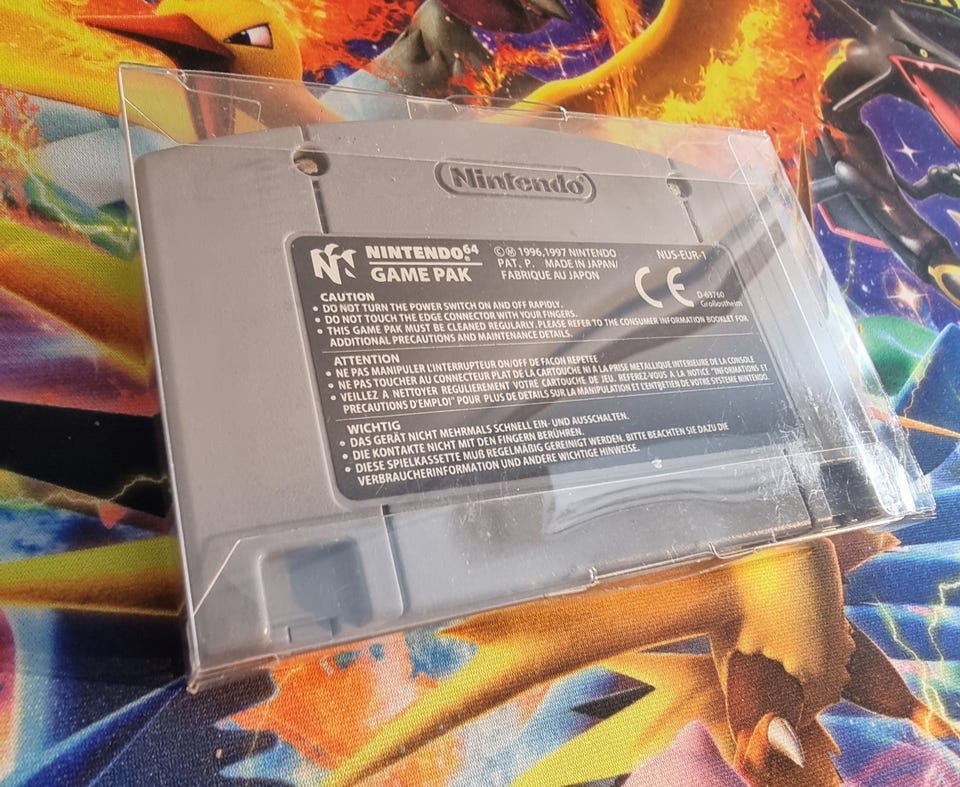 Nintendo
NINTENDO64
GAME PAK
©Ⓜ 1996,1997 NINTENDO
PAT. P. MADE IN JAPAN/
FABRIQUE AU JAPON
NUS-EUR-1
CE
D-63760
Großostheim
CAUTION
• DO NOT TURN THE POWER SWITCH ON AND OFF RAPIDLY.
• DO NOT TOUCH THE EDGE CONNECTOR WITH YOUR FINGERS.
• THIS GAME PAK MUST BE CLEANED REGULARLY. PLEASE REFER TO THE CONSUMER INFORMATION BOOKLET FOR
ADDITIONAL PRECAUTIONS AND MAINTENANCE DETAILS.
ATTENTION
• NE PAS MANIPULER L'INTERRUPTEUR ON/OFF DE FACON REPETEE
• NE PAS TOUCHER AU CONNECTEUR PLAT DE LA CARTOUCHE NI A LA PRISE METALLIQUE INTERIEURE DE LA CONSOLE
• VEILLEZ A NETTOYER REGULIEREMENT VOTRE CARTOUCHE DE JEU. REFEREZ-VOUS A LA NOTICE "INFORMATIONS ET
PRECAUTIONS D'EMPLOI" POUR PLUS DE DETAILS SUR LA MANIPULATION ET L'ENTRETIEN DE VOTRE SYSTEME NINTENDO.
WICHTIG
• DAS GERÄT NICHT MEHRMALS SCHNELL EIN- UND AUSSCHALTEN.
• DIE KONTAKTE NICHT MIT DEN FINGERN BERÜHREN.
• DIESE SPIELKASSETTE MUß REGELMÄßIG GEREINIGT WERDEN. BITTE BEACHTEN SIE DAZU DIE
VERBRAUCHERINFORMATION UND ANDERE WICHTIGE HINWEISE.